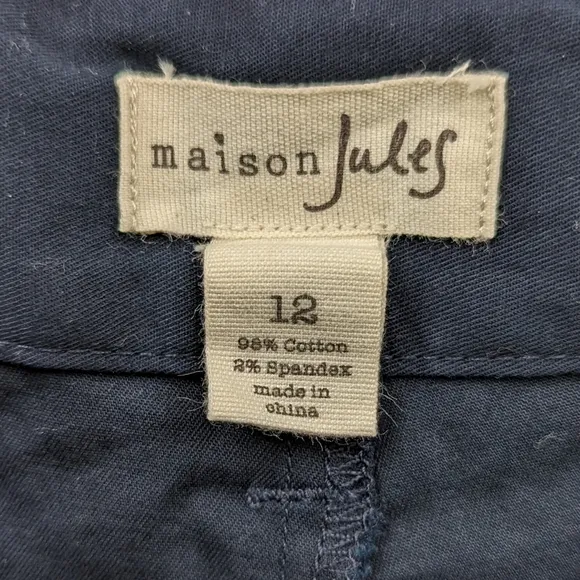 maison Jules
12
98% Cotton
2% Spandex
made in
china